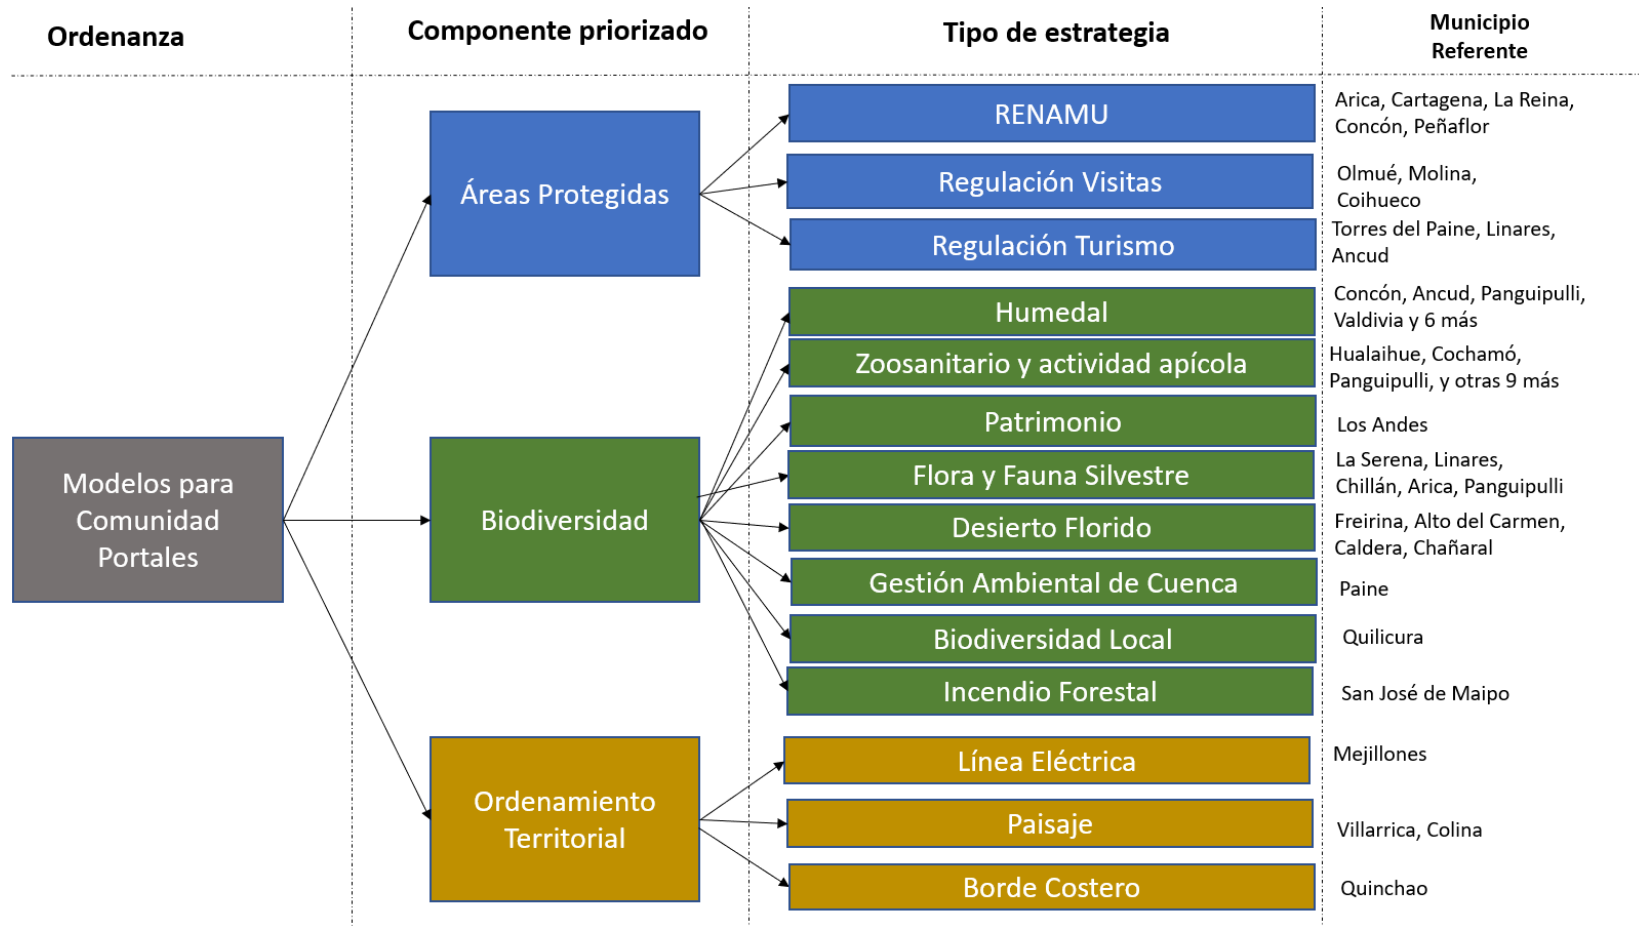 Ordenanza
Componente priorizado
Tipo de estrategia
Municipio
Referente
Modelos para
Comunidad
Portales
Áreas Protegidas
RENAMU
Arica, Cartagena, La Reina,
Concón, Peñaflor
Regulación Visitas
Olmué, Molina,
Coihueco
Regulación Turismo
Torres del Paine, Linares,
Ancud
Biodiversidad
Humedal
Concón, Ancud, Panguipulli,
Valdivia y 6 más
Zoosanitario y actividad apícola
Hualaihue, Cochamó,
Panguipulli, y otras 9 más
Patrimonio
Los Andes
Flora y Fauna Silvestre
La Serena, Linares,
Chillán, Arica, Panguipulli
Desierto Florido
Freirina, Alto del Carmen,
Caldera, Chañaral
Gestión Ambiental de Cuenca
Paine
Biodiversidad Local
Quilicura
Incendio Forestal
San José de Maipo
Ordenamiento
Territorial
Línea Eléctrica
Mejillones
Paisaje
Villarrica, Colina
Borde Costero
Quinchao